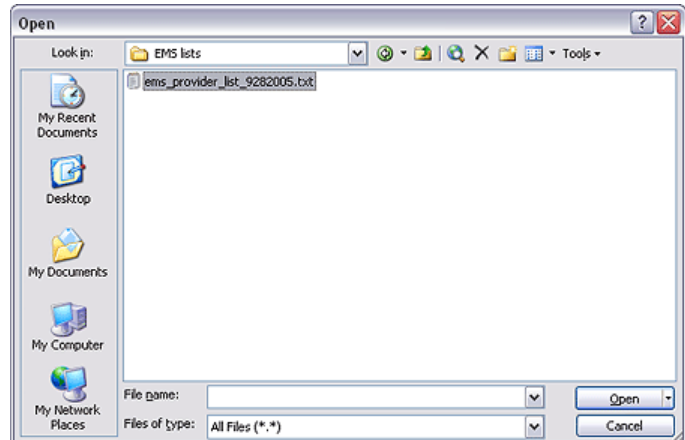 Open
Look in:
EMS lists
Tools
ems_provider_list_9282005.txt
My Recent
Documents
Desktop
My Documents
My Computer
My Network
Places
File name:
Open
Files of type:
All Files (*.*)
Cancel